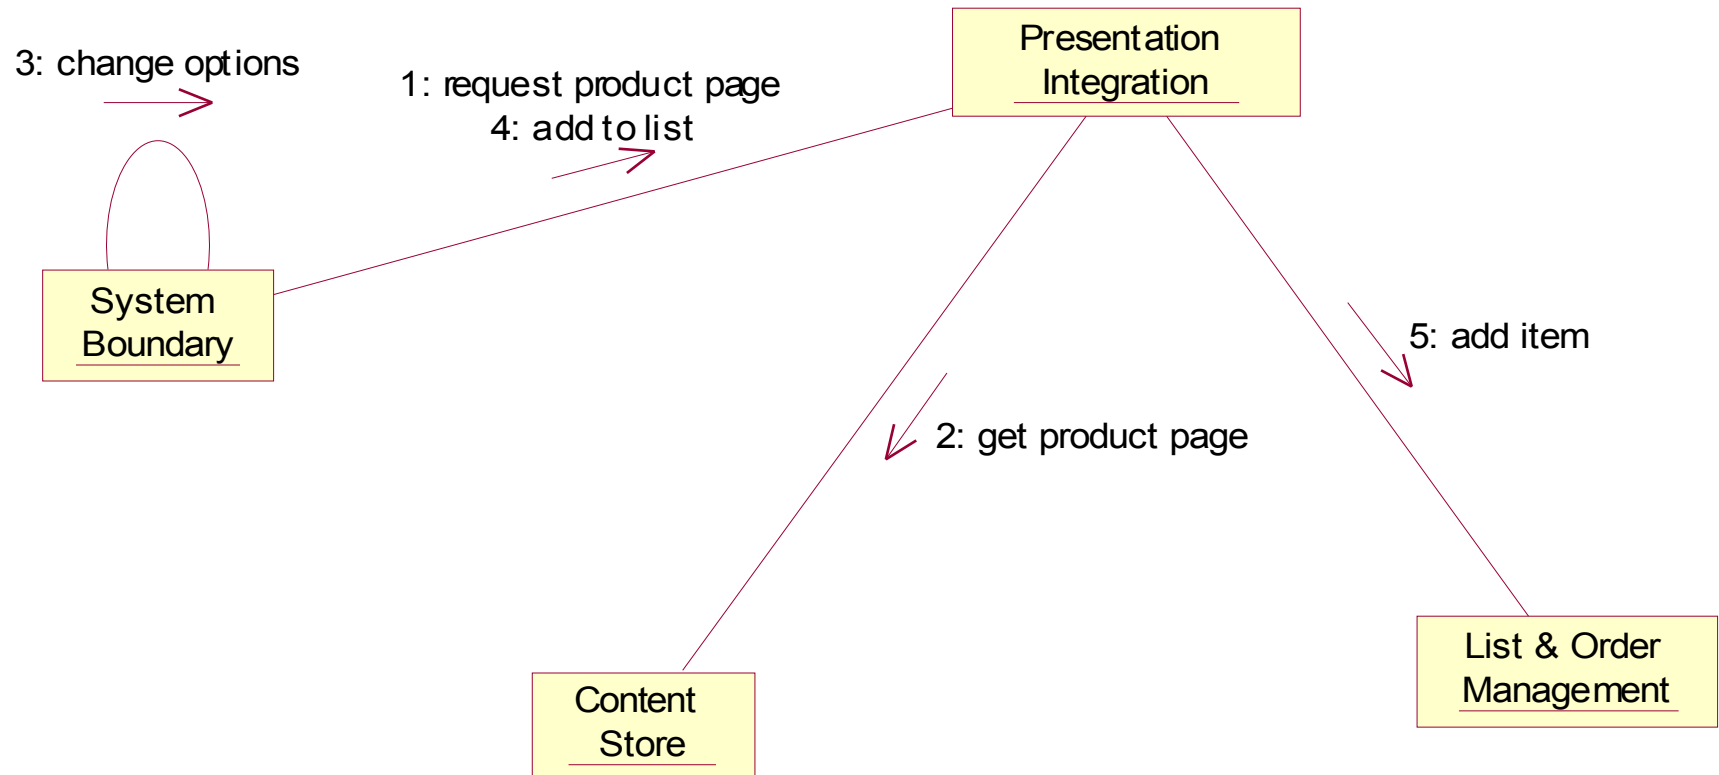 3: change options
1: request product page
4: add to list
Presentation
Integration
System
Boundary
5: add item
2: get product page
List & Order
Management
Content
Store